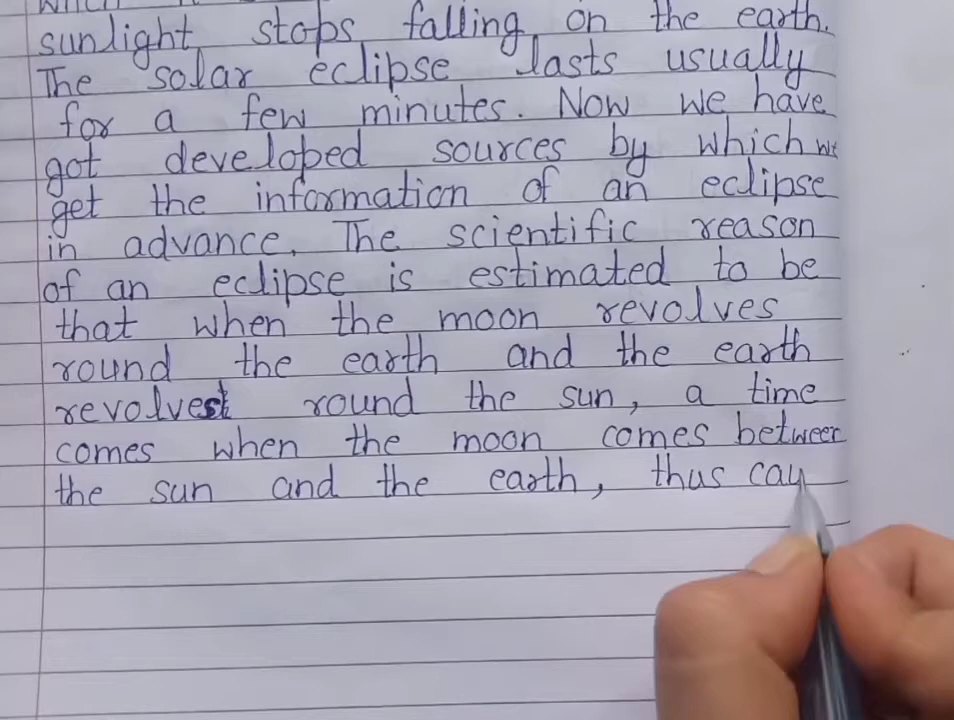 sunlight stops falling on the earth.
The solar eclipse lasts usually
for a few minutes. Now we have
got developed sources by which we
get the information of an eclipse
in advance. The scientific reason
of an eclipse is estimated to be
that when the moon revolves
round the earth and the earth
revolves round the sun, a time
comes when the moon comes between
the sun and the earth, thus cau